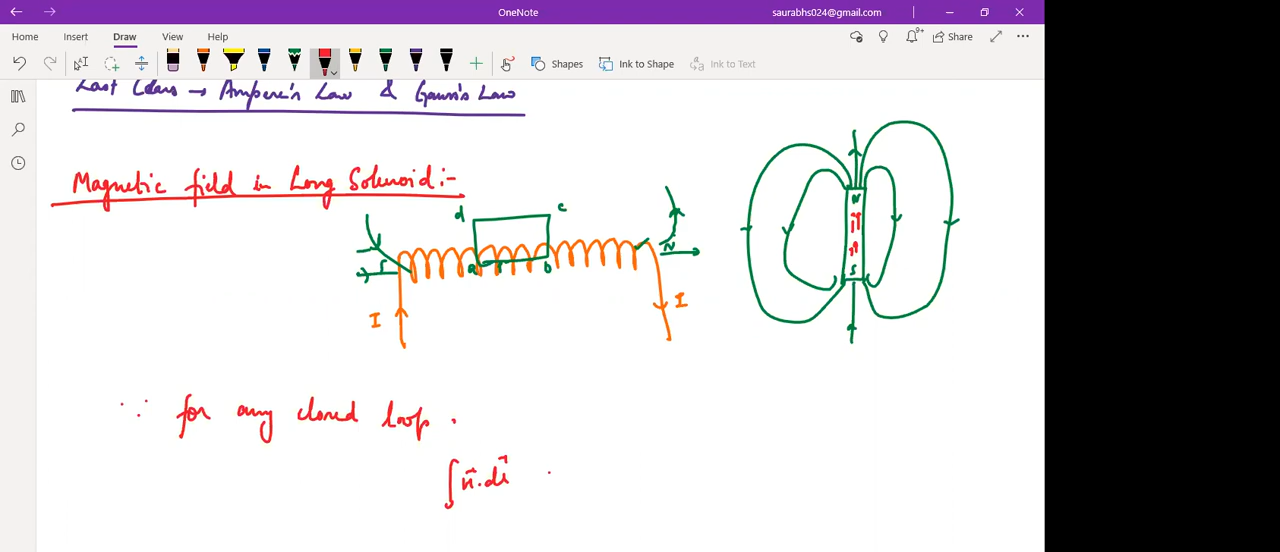 OneNote
saurabhs024@gmail.com
Home Insert Draw View Help
9+
Share
Shapes
Ink to Shape
Ink to Text
Last Class → Ampere's Law & Gauss's Law
Magnetic field in Long Solenoid :-
d c
a b
S N
I I
N
S
∵ for any closed loop.
∫ H⃗ . dl⃗